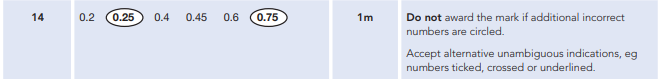 14 0.2 0.25 0.4 0.45 0.6 0.75 1m Do not award the mark if additional incorrect
numbers are circled.
Accept alternative unambiguous indications, eg
numbers ticked, crossed or underlined.